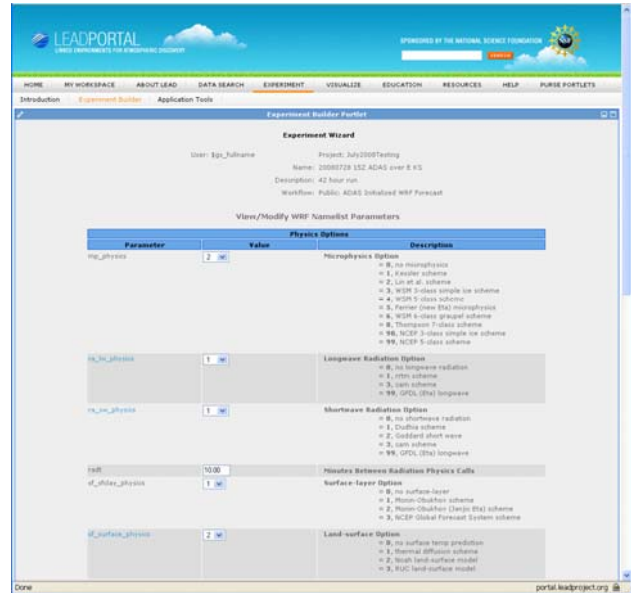 LEADPORTAL
LINKED ENVIRONMENTS FOR ATMOSPHERIC DISCOVERY
SPONSORED BY THE NATIONAL SCIENCE FOUNDATION
SEARCH
HOME MY WORKSPACE ABOUT LEAD DATA SEARCH EXPERIMENT VISUALIZE EDUCATION RESOURCES HELP PURSE PORTLETS
Introduction Experiment Builder Application Tools
Experiment Builder Portlet
Experiment Wizard
User: $go_fullname Project: July2008Testing
Name: 20080728 15Z ADAS over E KS
Description: 42 hour run
Workflow: Public: ADAS Initialized WRF Forecast
View/Modify WRF Namelist Parameters
Physics Options
Parameter Value Description
mp_physics 2 Microphysics Option
= 0, no microphysics
= 1, Kessler scheme
= 2, Lin et al. scheme
= 3, WSM 3-class simple ice scheme
= 4, WSM 5-class scheme
= 5, Ferrier (new Eta) microphysics
= 6, WSM 6-class graupel scheme
= 8, Thompson 7-class scheme
= 98, NCEP 3-class simple ice scheme
= 99, NCEP 5-class scheme
ra_lw_physics 1 Longwave Radiation Option
= 0, no longwave radiation
= 1, rrtm scheme
= 3, cam scheme
= 99, GFDL (Eta) longwave
ra_sw_physics 1 Shortwave Radiation Option
= 0, no shortwave radiation
= 1, Dudhia scheme
= 2, Goddard short wave
= 3, cam scheme
= 99, GFDL (Eta) longwave
radt 10.00 Minutes Between Radiation Physics Calls
sf_sfclay_physics 1 Surface-layer Option
= 0, no surface-layer
= 1, Monin-Obukhov scheme
= 2, Monin-Obukhov (Janjic Eta) scheme
= 3, NCEP Global Forecast System scheme
sf_surface_physics 2 Land-surface Option
= 0, no surface temp prediction
= 1, thermal diffusion scheme
= 2, Noah land-surface model
= 3, RUC land-surface model
Done portal.leadproject.org